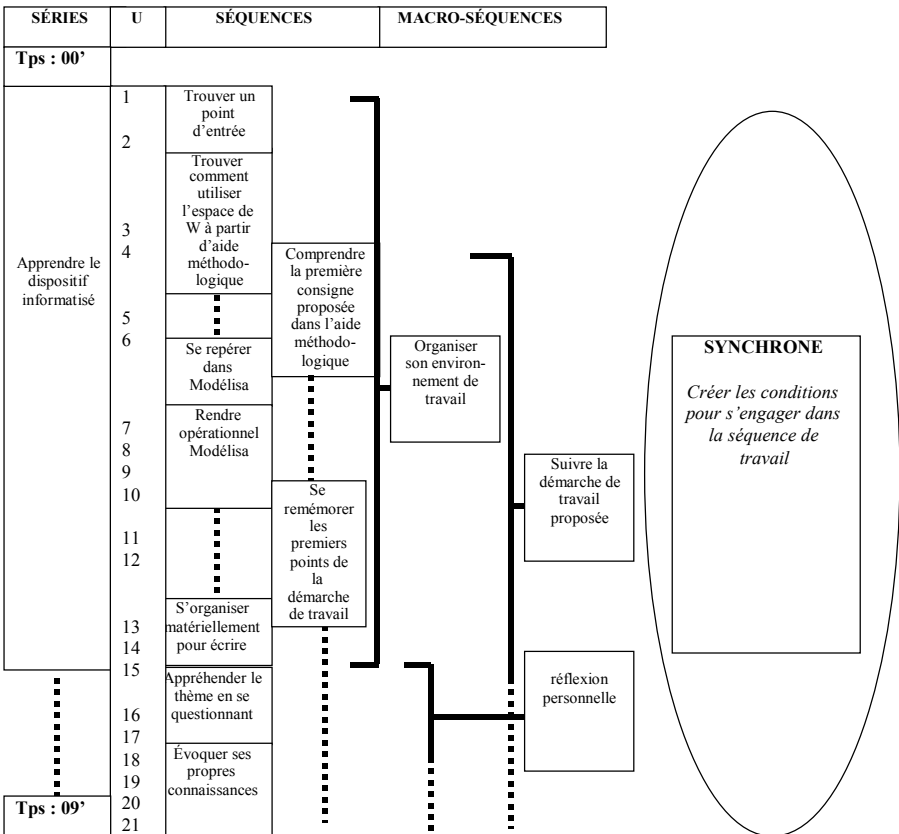 SÉRIES
U
SÉQUENCES
MACRO-SÉQUENCES
Tps : 00’
Apprendre le
dispositif
informatisé
Tps : 09’
1
2
3
4
5
6
7
8
9
10
11
12
13
14
15
16
17
18
19
20
21
Trouver un
point
d’entrée
Trouver
comment
utiliser
l’espace de
W à partir
d’aide
méthodo-
logique
Se repérer
dans
Modélisa
Rendre
opérationnel
Modélisa
S’organiser
matériellement
pour écrire
Appréhender le
thème en se
questionnant
Évoquer ses
propres
connaissances
Comprendre
la première
consigne
proposée
dans l’aide
méthodo-
logique
Se
remémorer
les
premiers
points de
la
démarche
de travail
Organiser
son environ-
nement de
travail
Suivre la
démarche de
travail
proposée
réflexion
personnelle
SYNCHRONE
Créer les conditions
pour s’engager dans
la séquence de
travail